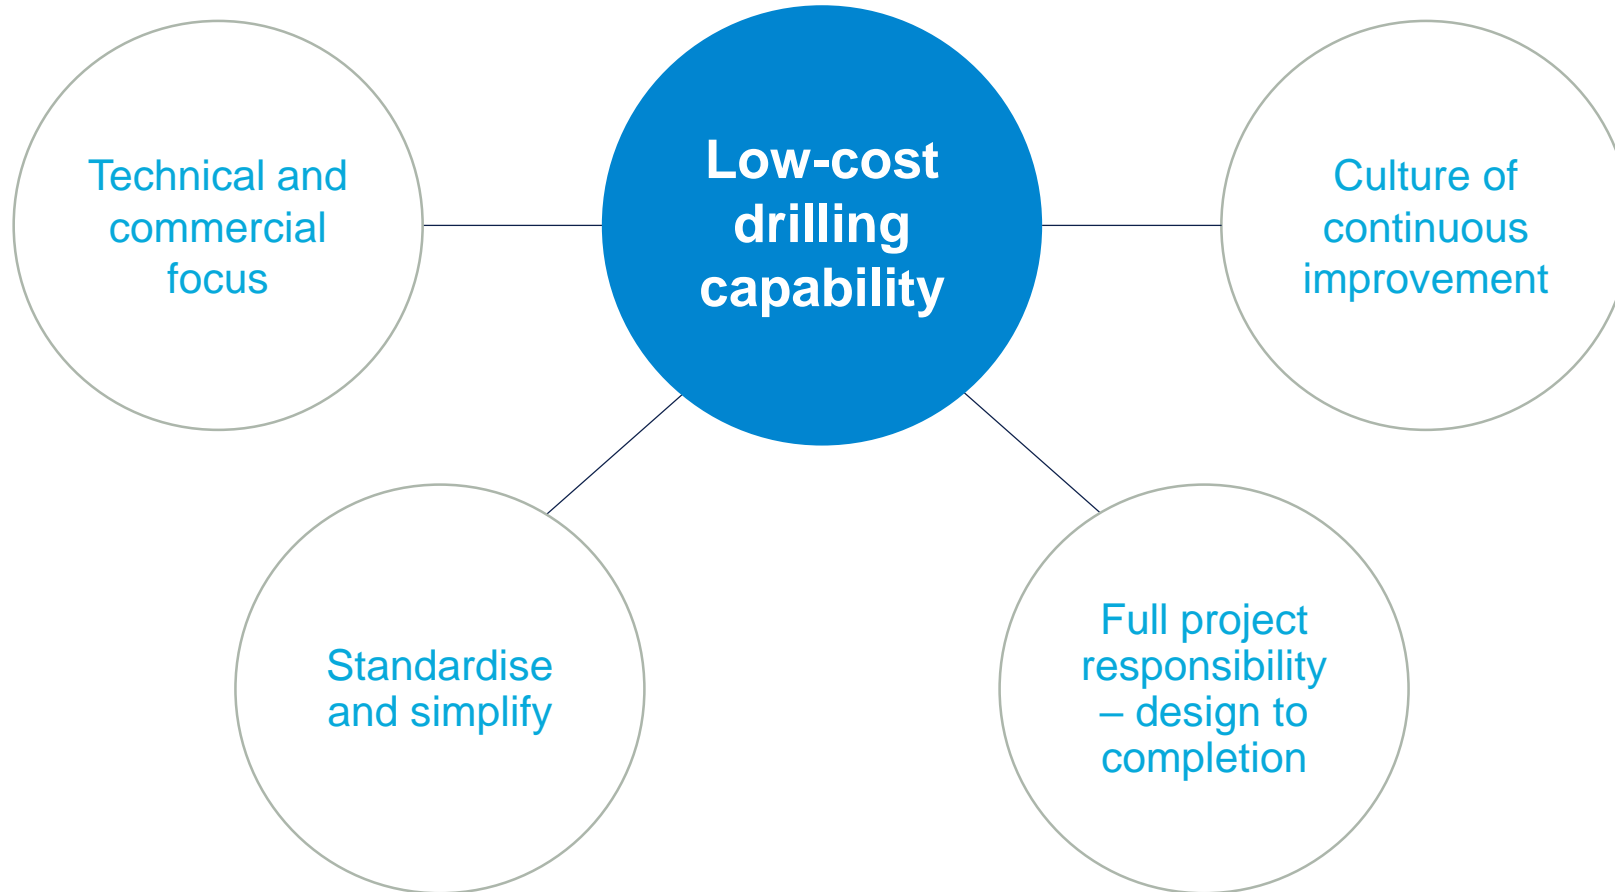 Technical and
commercial
focus
Low-cost
drilling
capability
Culture of
continuous
improvement
Standardise
and simplify
Full project
responsibility
– design to
completion